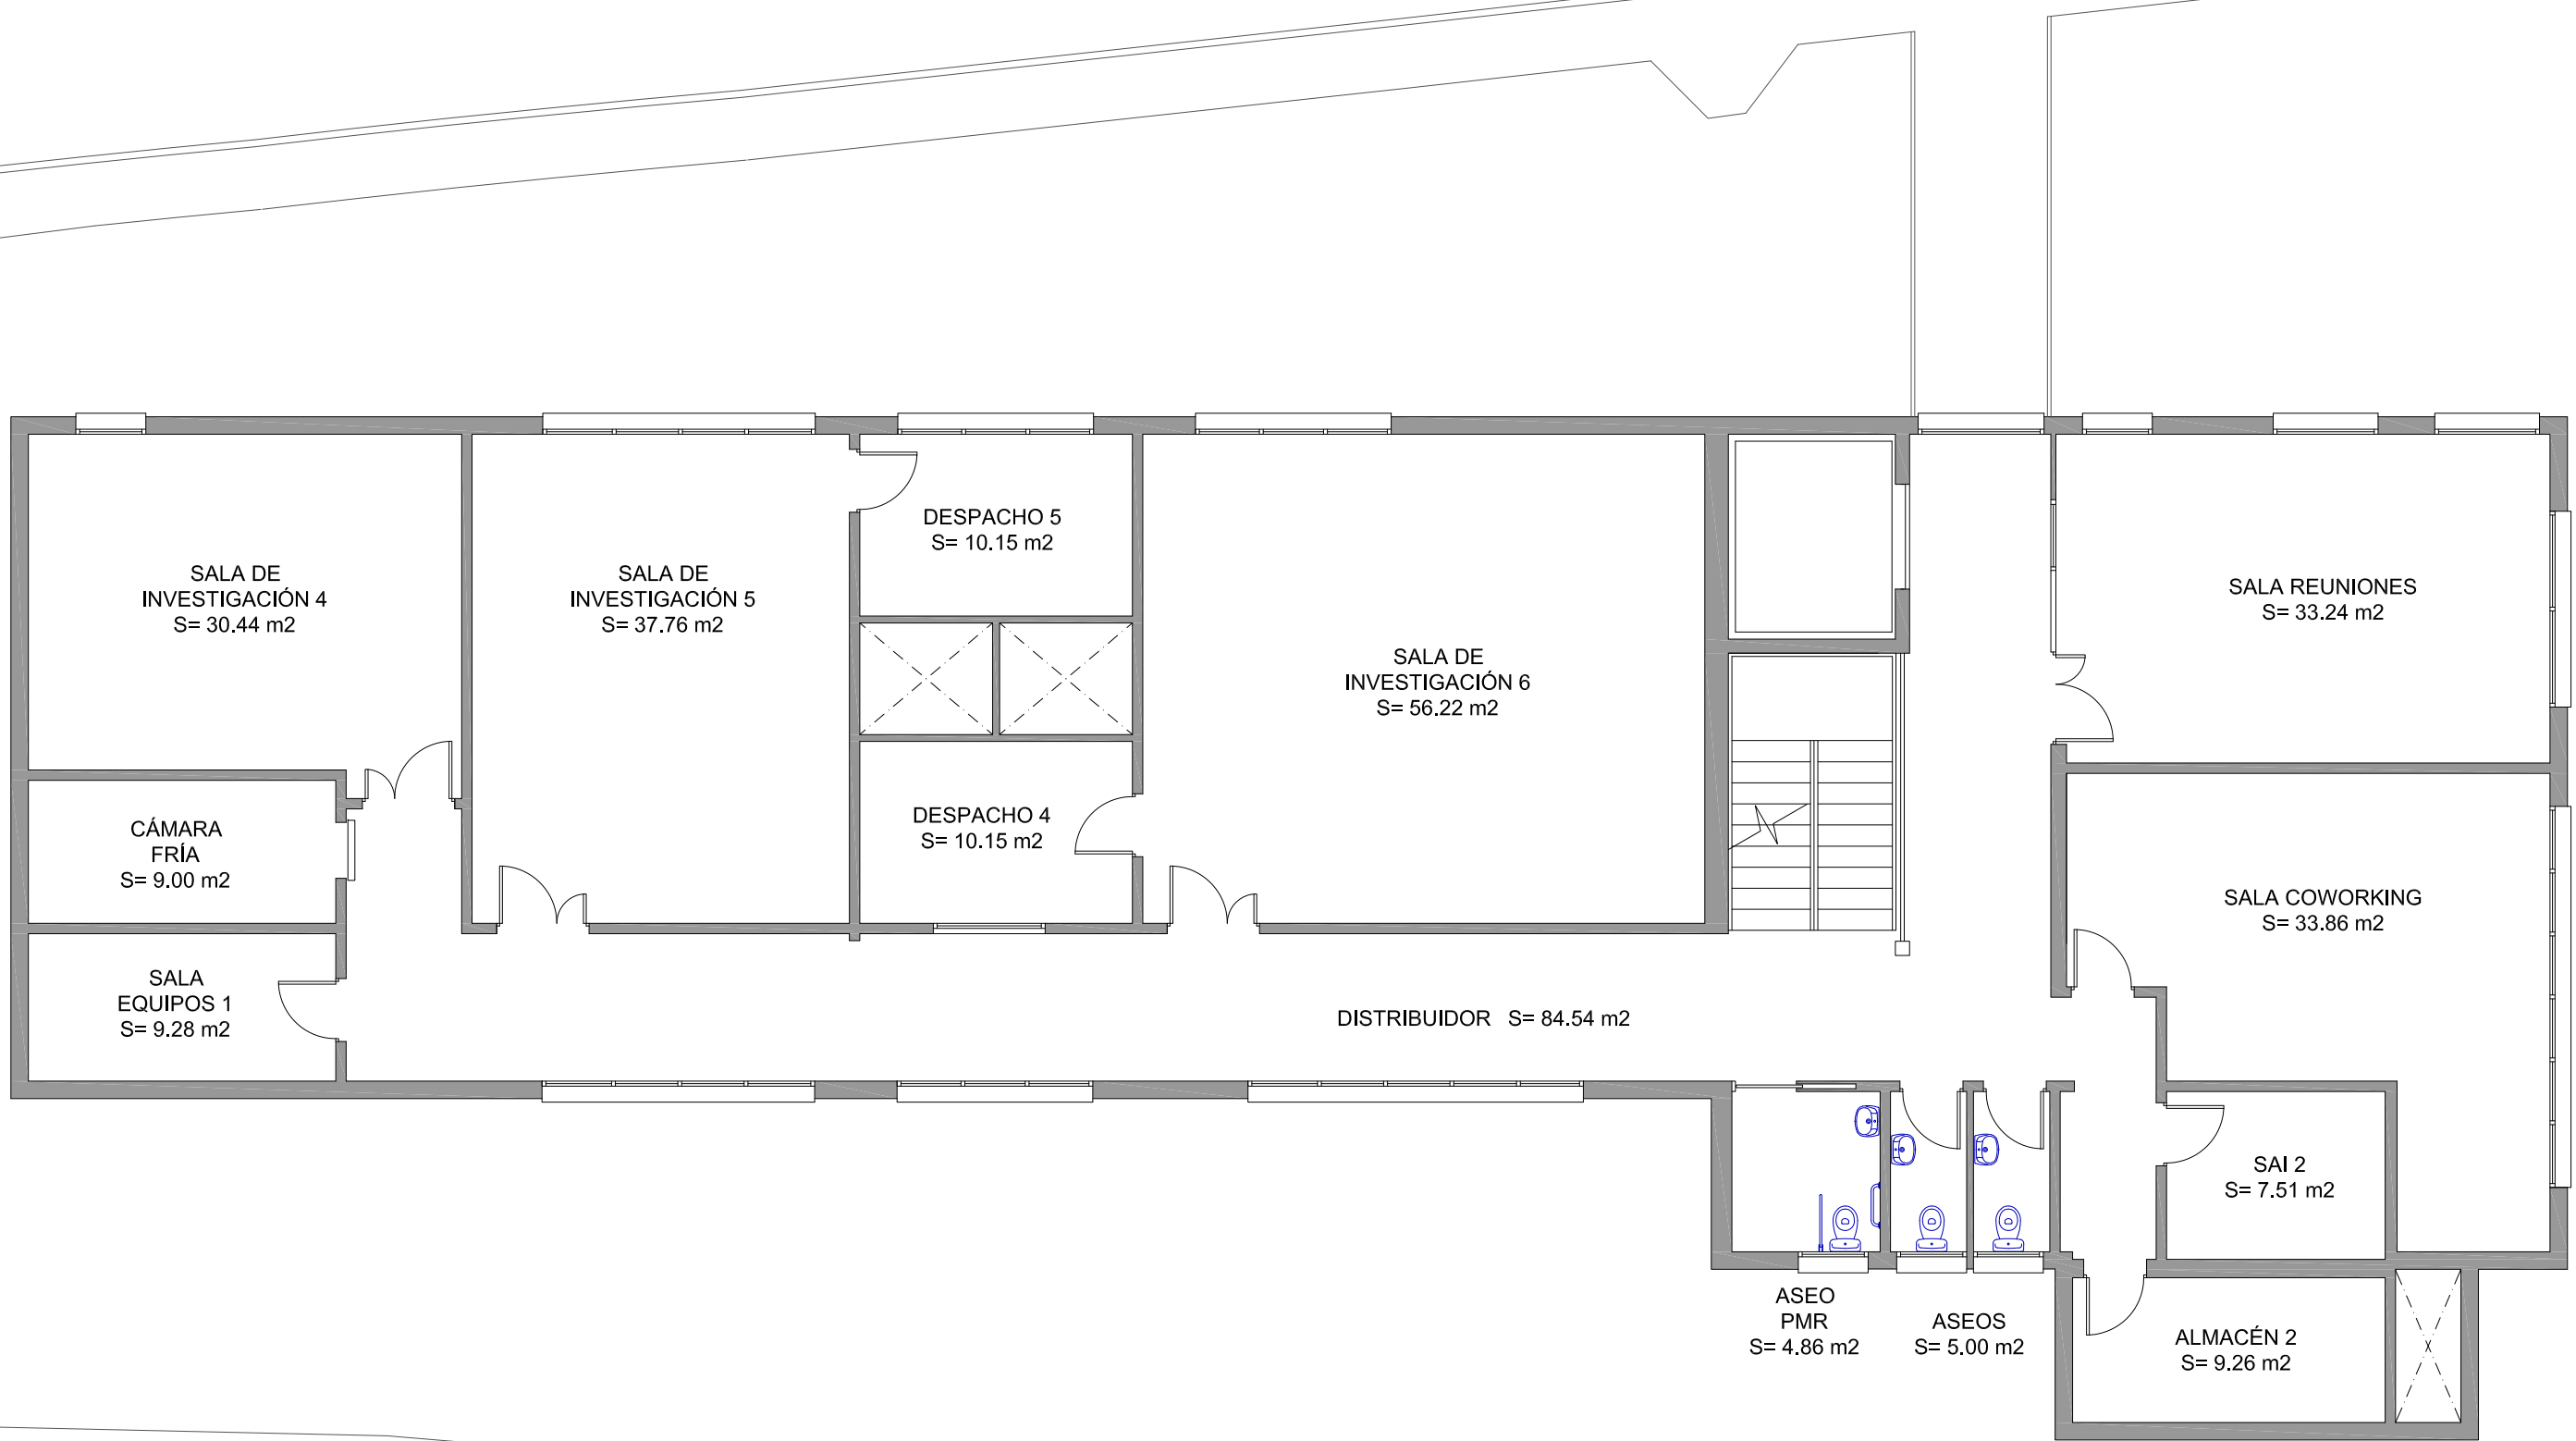 SALA DE
INVESTIGACIÓN 4
S= 30.44 m2
SALA DE
INVESTIGACIÓN 5
S= 37.76 m2
DESPACHO 5
S= 10.15 m2
SALA DE
INVESTIGACIÓN 6
S= 56.22 m2
SALA REUNIONES
S= 33.24 m2
CÁMARA
FRÍA
S= 9.00 m2
DESPACHO 4
S= 10.15 m2
SALA COWORKING
S= 33.86 m2
SALA
EQUIPOS 1
S= 9.28 m2
DISTRIBUIDOR S= 84.54 m2
SAI 2
S= 7.51 m2
ASEO
PMR
S= 4.86 m2
ASEOS
S= 5.00 m2
ALMACÉN 2
S= 9.26 m2